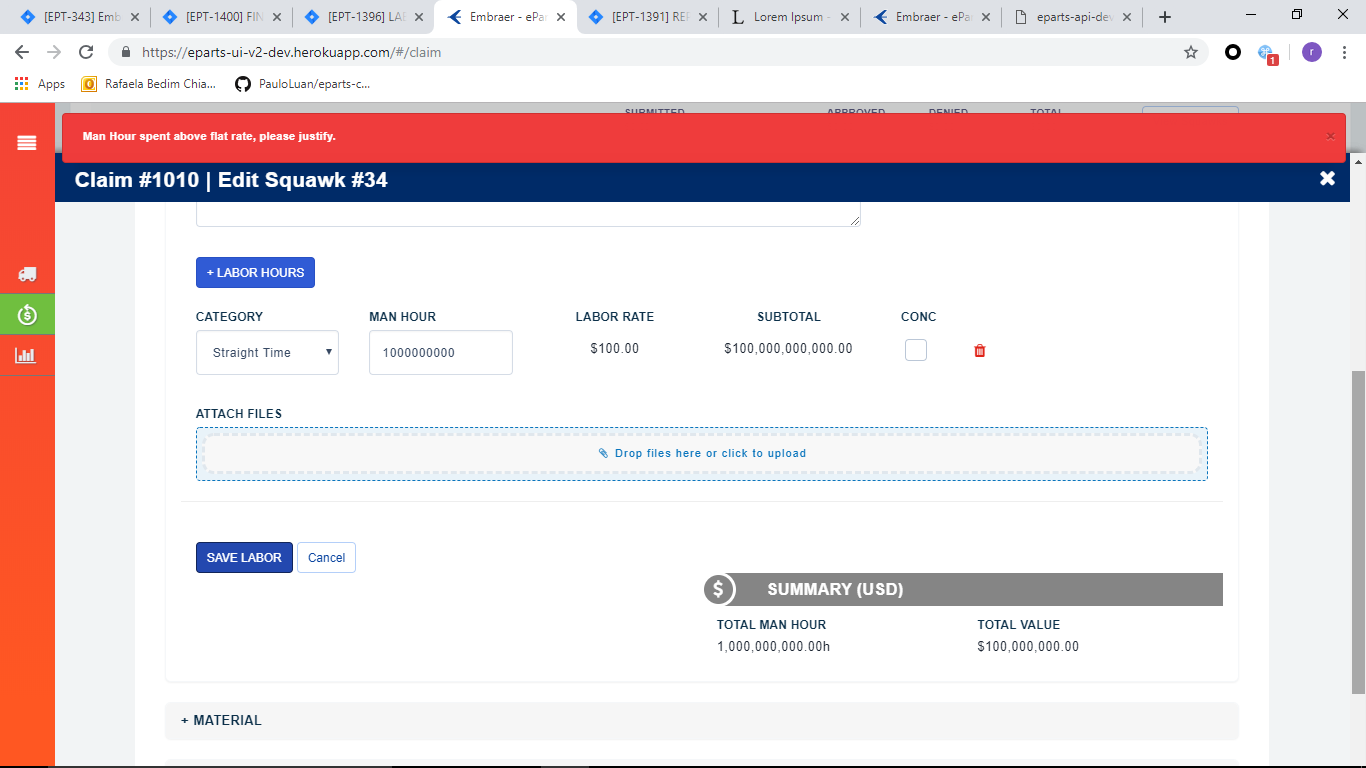 [EPT-343] Emb
[EPT-1400] FIN
[EPT-1396] LAB
Embraer - ePar
[EPT-1391] REP
Lorem Ipsum -
Embraer - ePar
eparts-api-dev
https://eparts-ui-v2-dev.herokuapp.com/#/claim
r
1
Apps
Rafaela Bedim Chia...
PauloLuan/eparts-c...
SUBMITTED APPROVED DENIED TOTAL
Man Hour spent above flat rate, please justify.
×
Claim #1010 | Edit Squawk #34
+ LABOR HOURS
CATEGORY MAN HOUR LABOR RATE SUBTOTAL CONC
Straight Time 1000000000 $100.00 $100,000,000,000.00
ATTACH FILES
Drop files here or click to upload
SAVE LABOR Cancel
$ SUMMARY (USD)
TOTAL MAN HOUR TOTAL VALUE
1,000,000,000.00h $100,000,000.00
+ MATERIAL